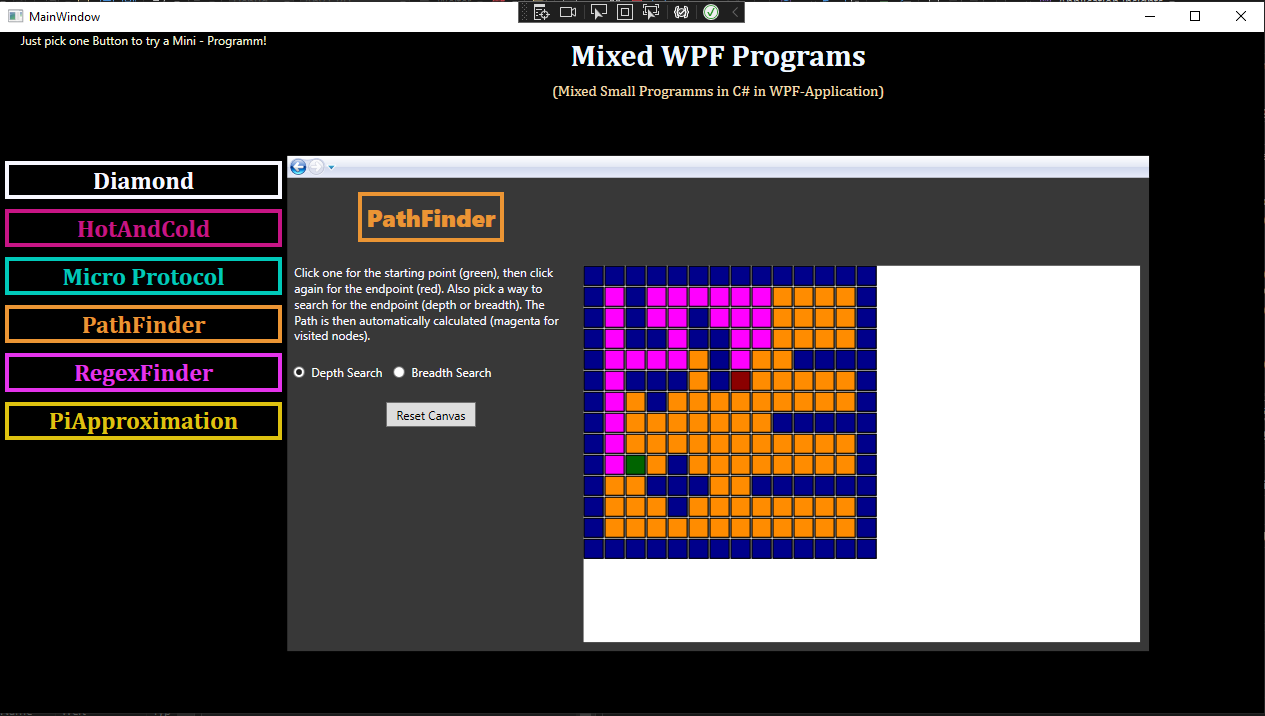 MainWindow
Just pick one Button to try a Mini - Programm!
Mixed WPF Programs
(Mixed Small Programms in C# in WPF-Application)
Diamond
HotAndCold
Micro Protocol
PathFinder
RegexFinder
PiApproximation
PathFinder
Click one for the starting point (green), then click
again for the endpoint (red). Also pick a way to
search for the endpoint (depth or breadth). The
Path is then automatically calculated (magenta for
visited nodes).
Depth Search Breadth Search
Reset Canvas